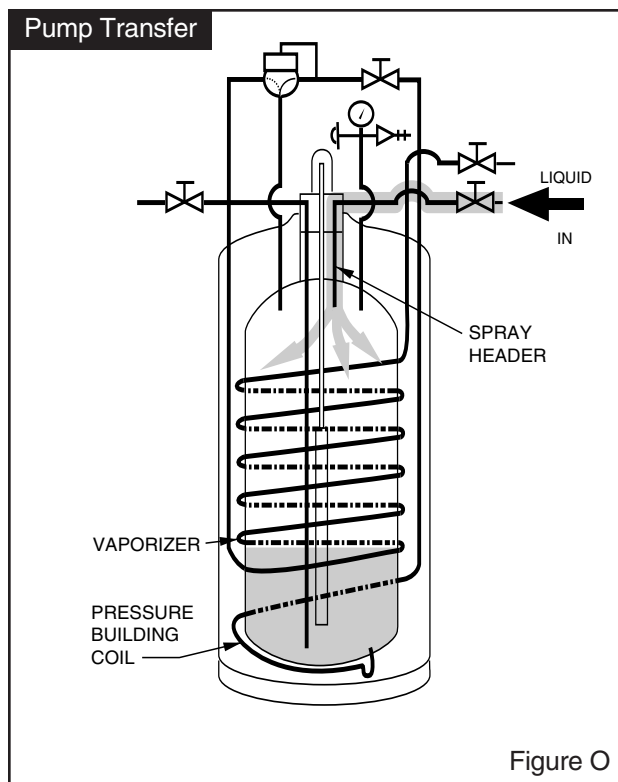 Pump Transfer
LIQUID
IN
SPRAY
HEADER
VAPORIZER
PRESSURE
BUILDING
COIL
Figure O